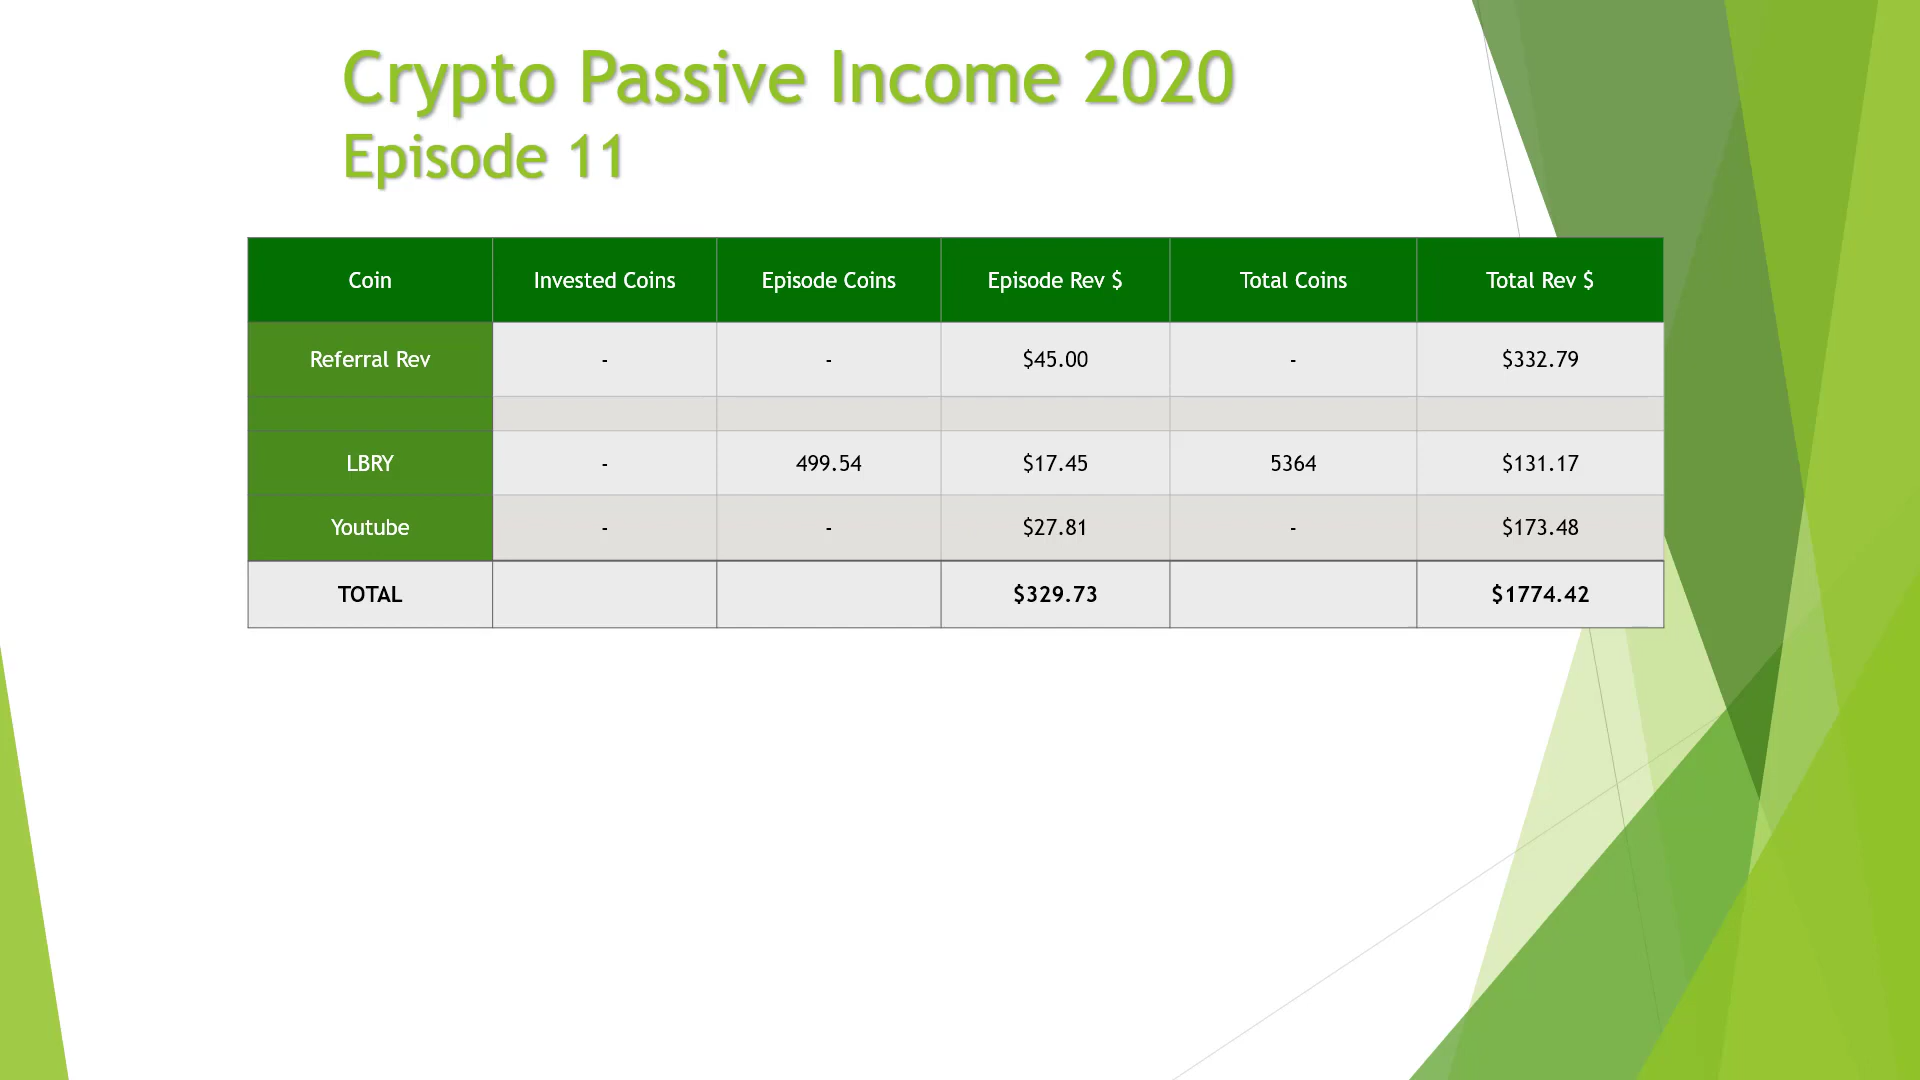 Crypto Passive Income 2020
Episode 11
Coin Invested Coins Episode Coins Episode Rev $ Total Coins Total Rev $
Referral Rev - - $45.00 - $332.79
LBRY - 499.54 $17.45 5364 $131.17
Youtube - - $27.81 - $173.48
TOTAL $329.73 $1774.42